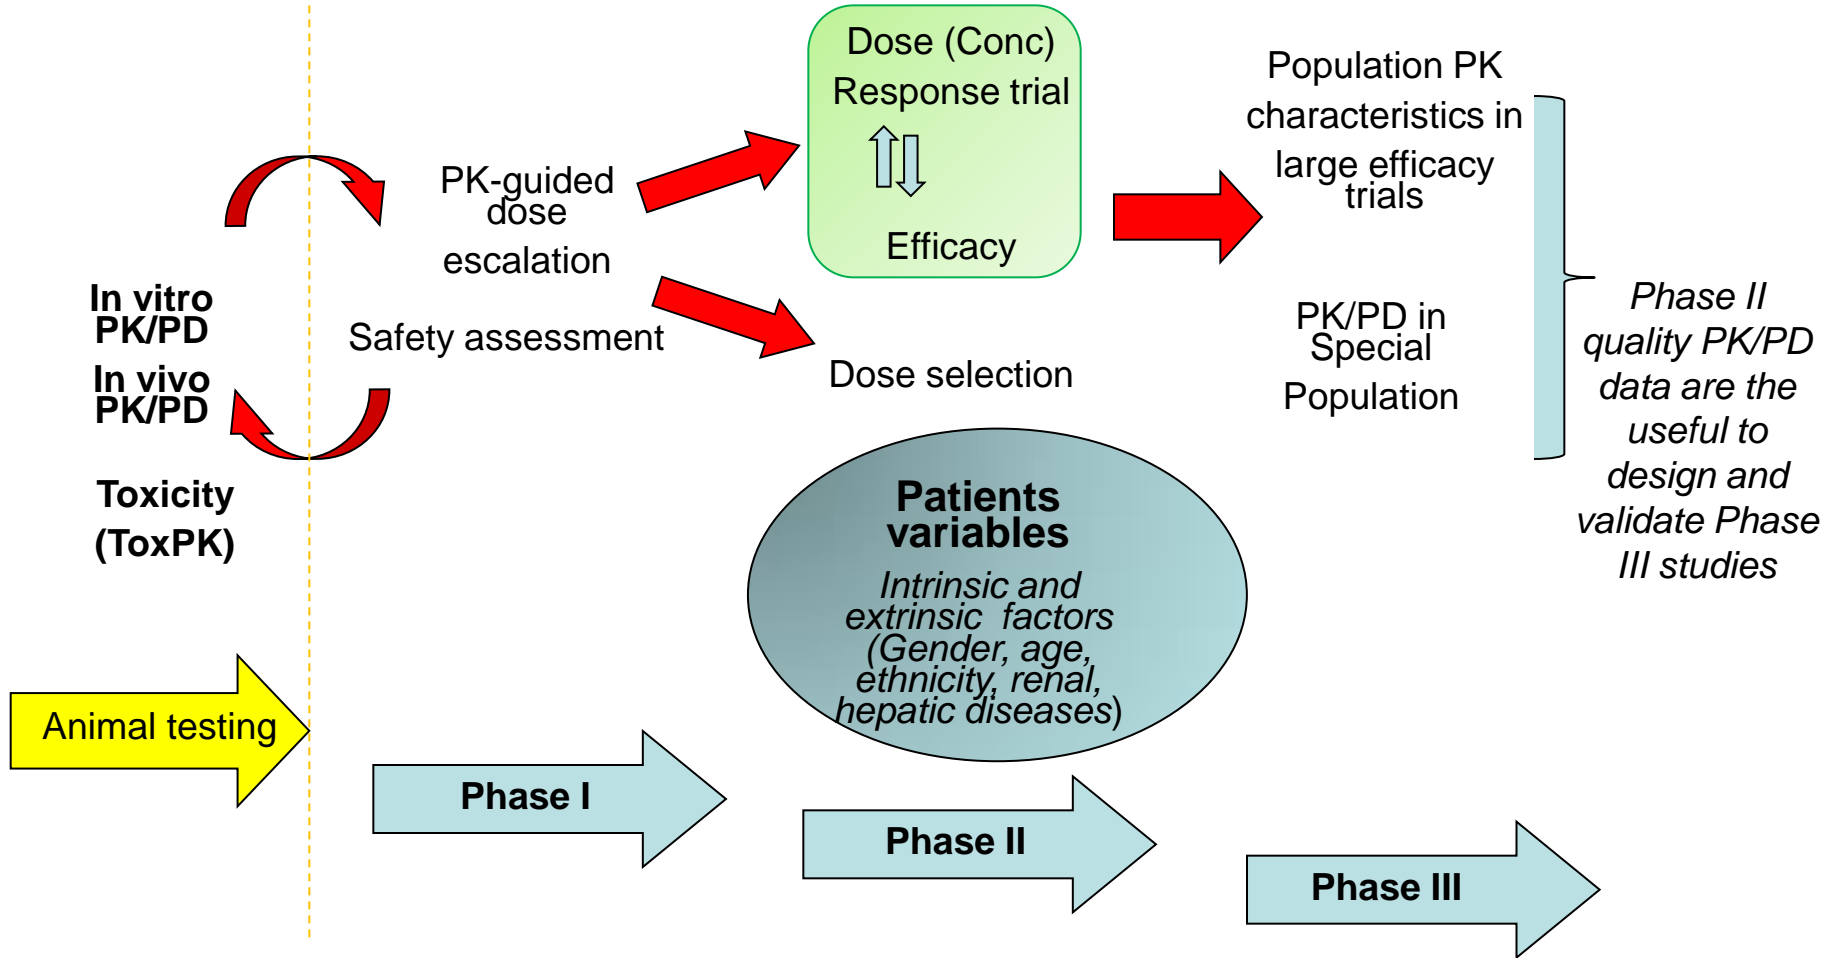 In vitro
PK/PD
In vivo
PK/PD
Toxicity
(ToxPK)
Animal testing
PK-guided
dose
escalation
Safety assessment
Phase I
Dose (Conc)
Response trial
Efficacy
Dose selection
Patients
variables
Intrinsic and
extrinsic factors
(Gender, age,
ethnicity, renal,
hepatic diseases)
Phase II
Population PK
characteristics in
large efficacy
trials
PK/PD in
Special
Population
Phase III
Phase II
quality PK/PD
data are the
useful to
design and
validate Phase
III studies